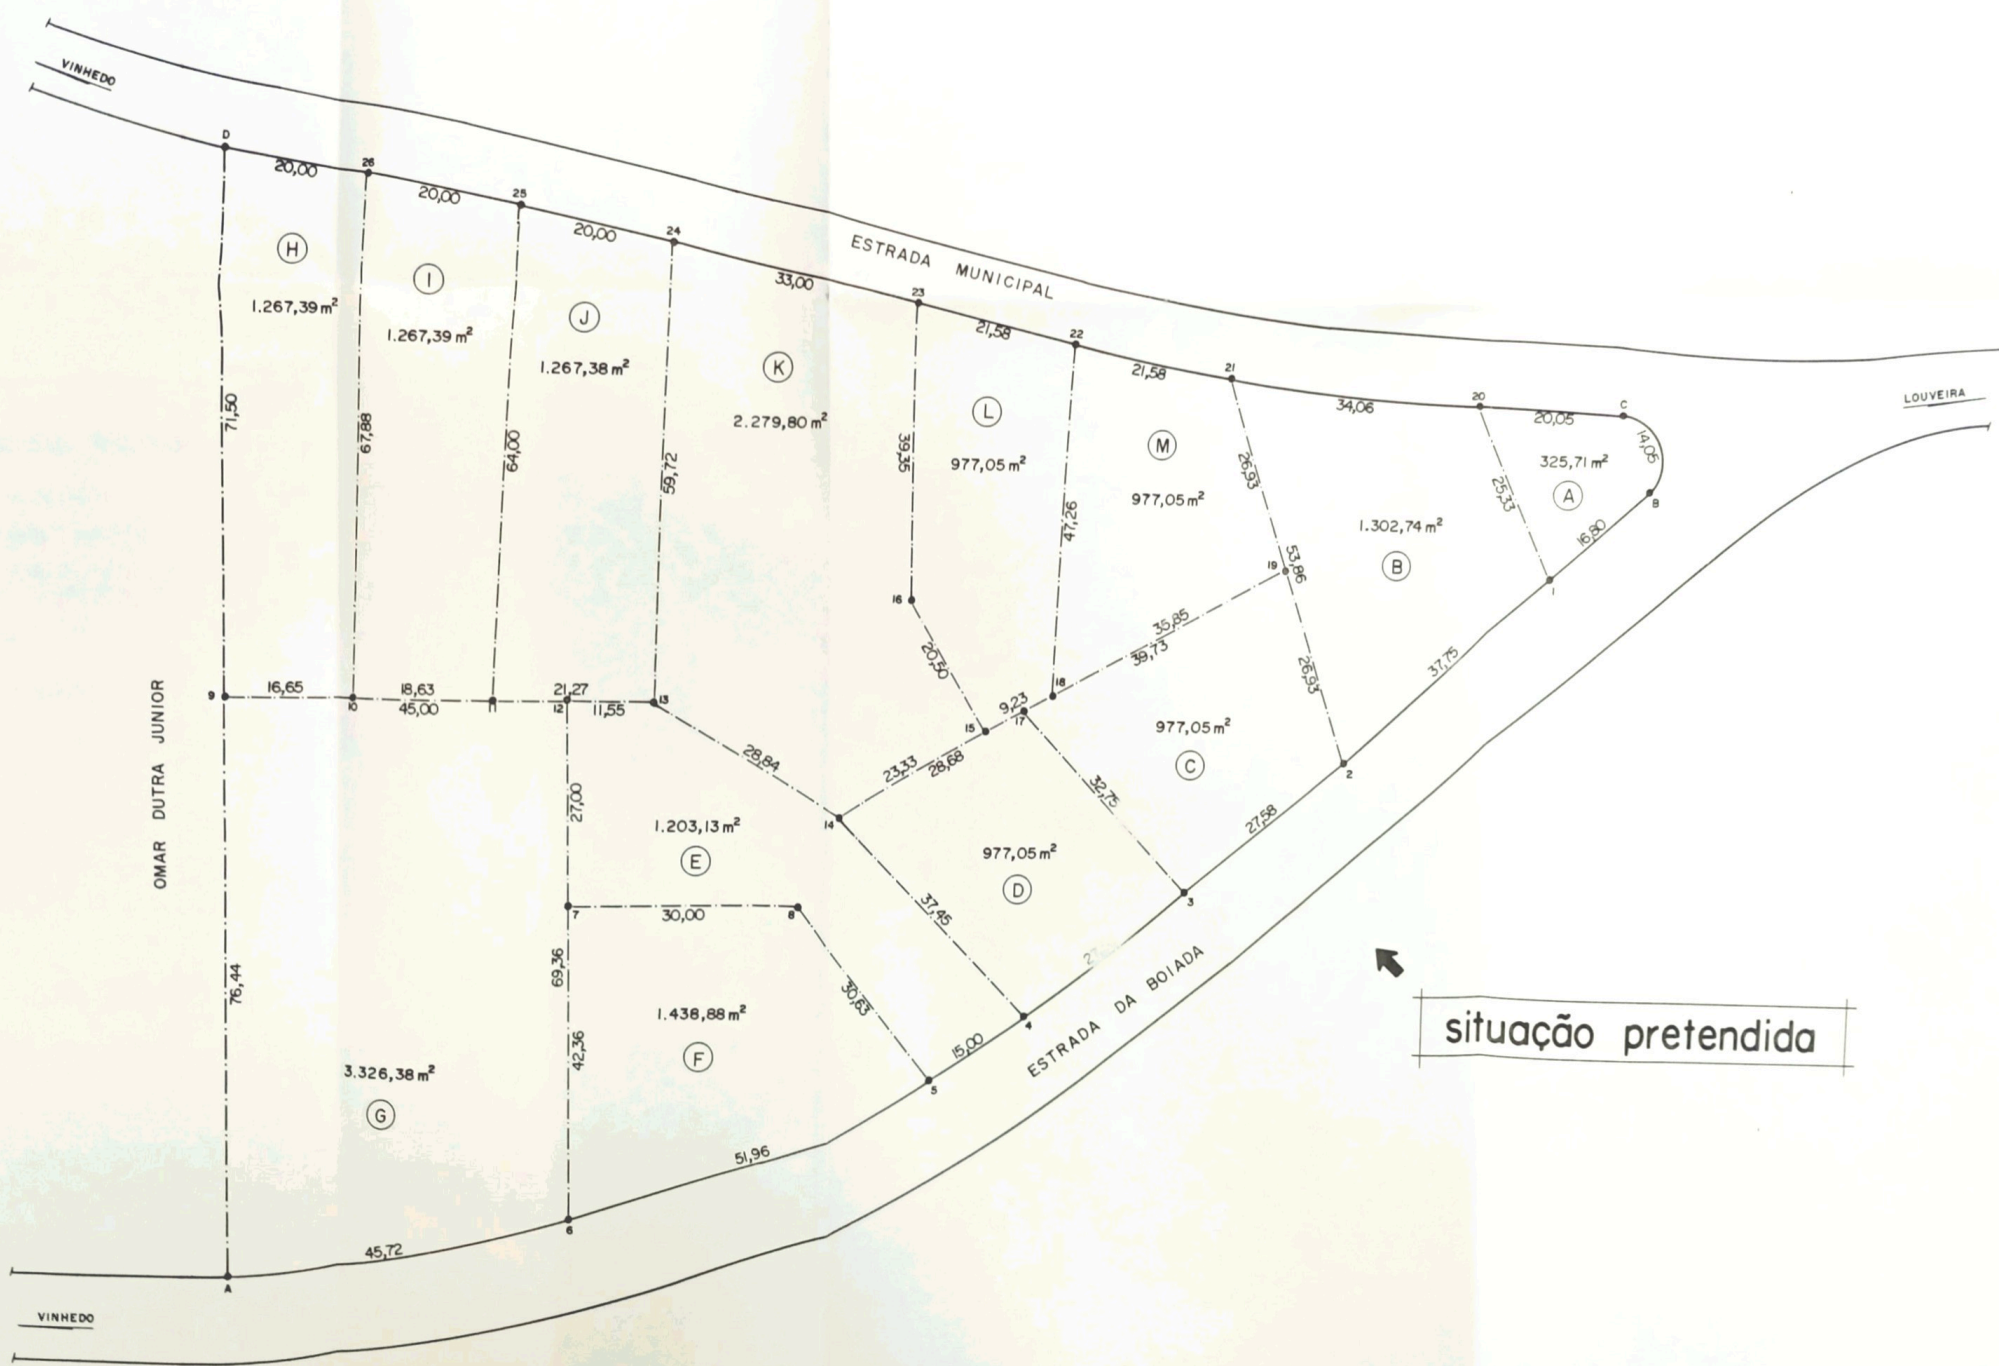 VINHEDO
D
20,00
26
20,00
25
20,00
24
33,00
23
21,58
22
21,58
21
34,06
20
20,05
C
14,05
B
LOUVEIRA
ESTRADA MUNICIPAL
H
1.267,39 m²
I
1.267,39 m²
J
1.267,38 m²
K
2.279,80 m²
L
977,05 m²
M
977,05 m²
1.302,74 m²
B
325,71 m²
A
71,50
67,88
64,00
59,72
39,35
47,26
26,93
53,86
26,93
25,33
16,80
1
37,75
19
35,85
39,73
16
20,50
18
9,23
17
15
23,33
28,68
9
16,65
10
18,63
45,00
11
21,27
12
11,55
13
28,84
14
OMAR DUTRA JUNIOR
27,00
1.203,13 m²
E
977,05 m²
D
977,05 m²
C
32,75
2
27,58
3
7
30,00
8
37,45
4
76,44
69,36
42,36
30,63
1.438,88 m²
F
3.326,38 m²
G
15,00
5
51,96
6
45,72
A
ESTRADA DA BOIADA
situação pretendida
VINHEDO